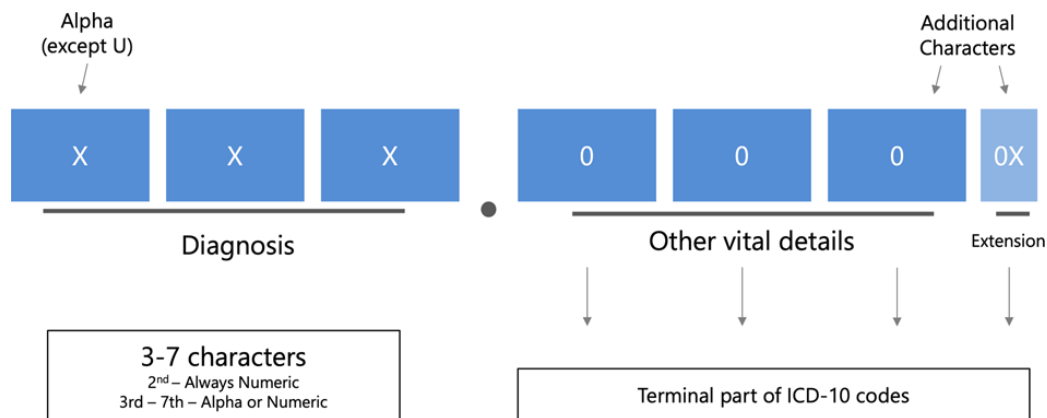 Alpha
(except U)
Additional
Characters
X
X
X
0
0
0
0X
Diagnosis
Other vital details
Extension
3-7 characters
2nd – Always Numeric
3rd – 7th – Alpha or Numeric
Terminal part of ICD-10 codes